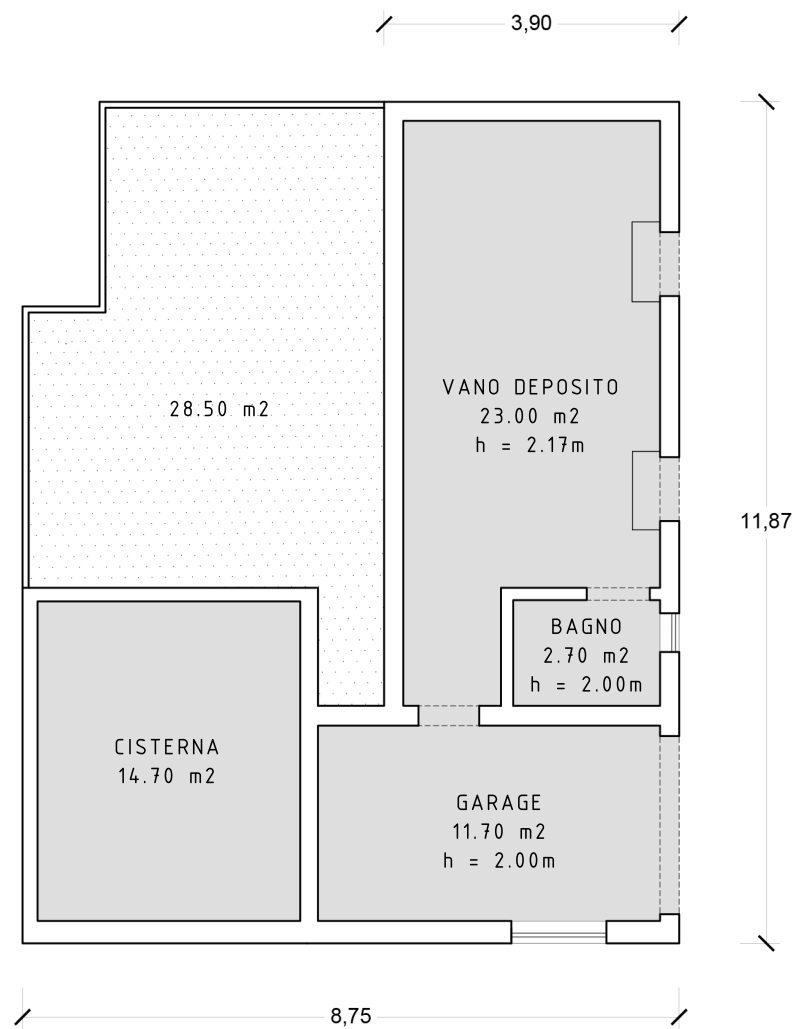 3,90
28.50 m2
VANO DEPOSITO
23.00 m2
h = 2.17m
11,87
BAGNO
2.70 m2
h = 2.00m
CISTERNA
14.70 m2
GARAGE
11.70 m2
h = 2.00m
8,75